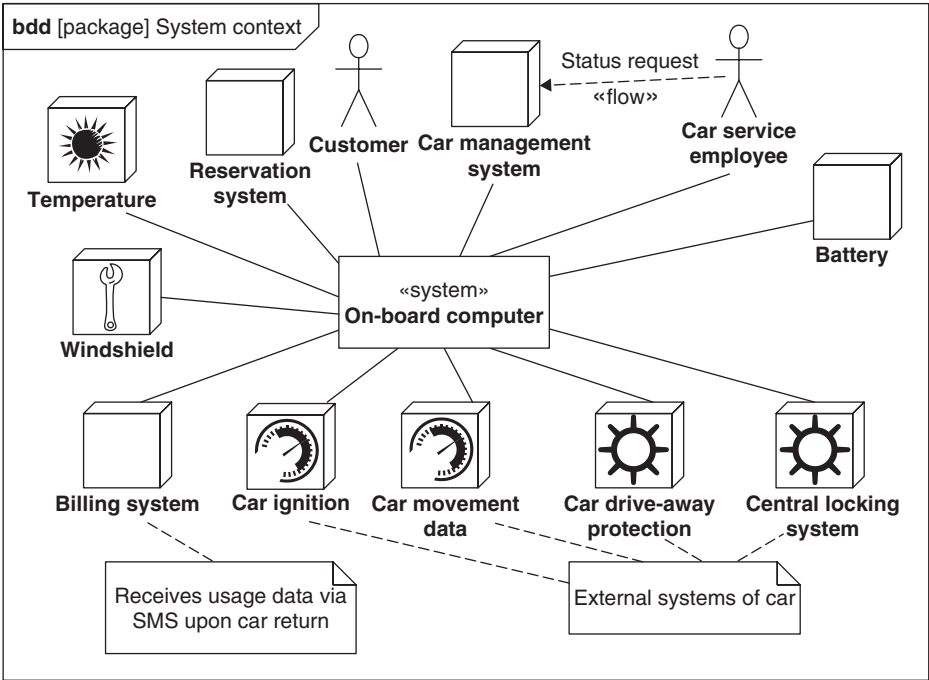 bdd [package] System context
Status request
«flow»
Customer
Car management
system
Car service
employee
Reservation
system
Temperature
Battery
«system»
On-board computer
Windshield
Billing system
Car ignition
Car movement
data
Car drive-away
protection
Central locking
system
Receives usage data via
SMS upon car return
External systems of car